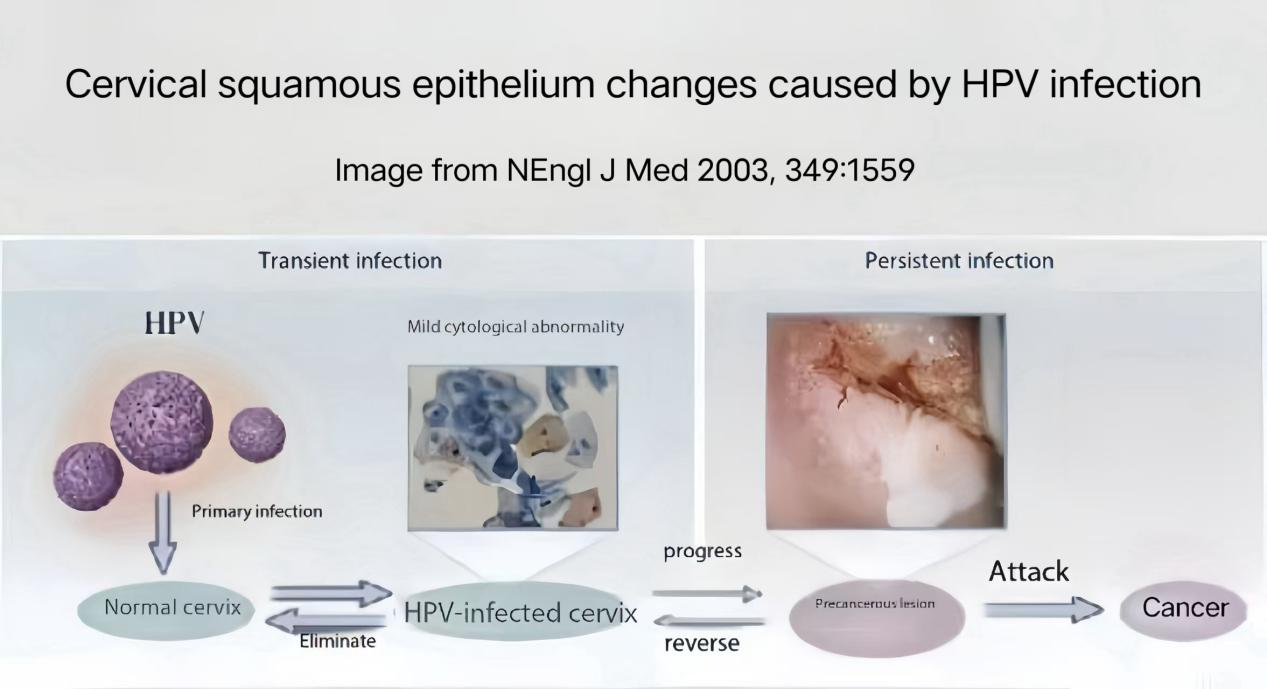 Cervical squamous epithelium changes caused by HPV infection
Image from NEngl J Med 2003, 349:1559
Transient infection
Persistent infection
HPV
Mild cytological abnormality
Primary infection
progress
Attack
Normal cervix
HPV-infected cervix
Precancerous lesion
Cancer
Eliminate
reverse